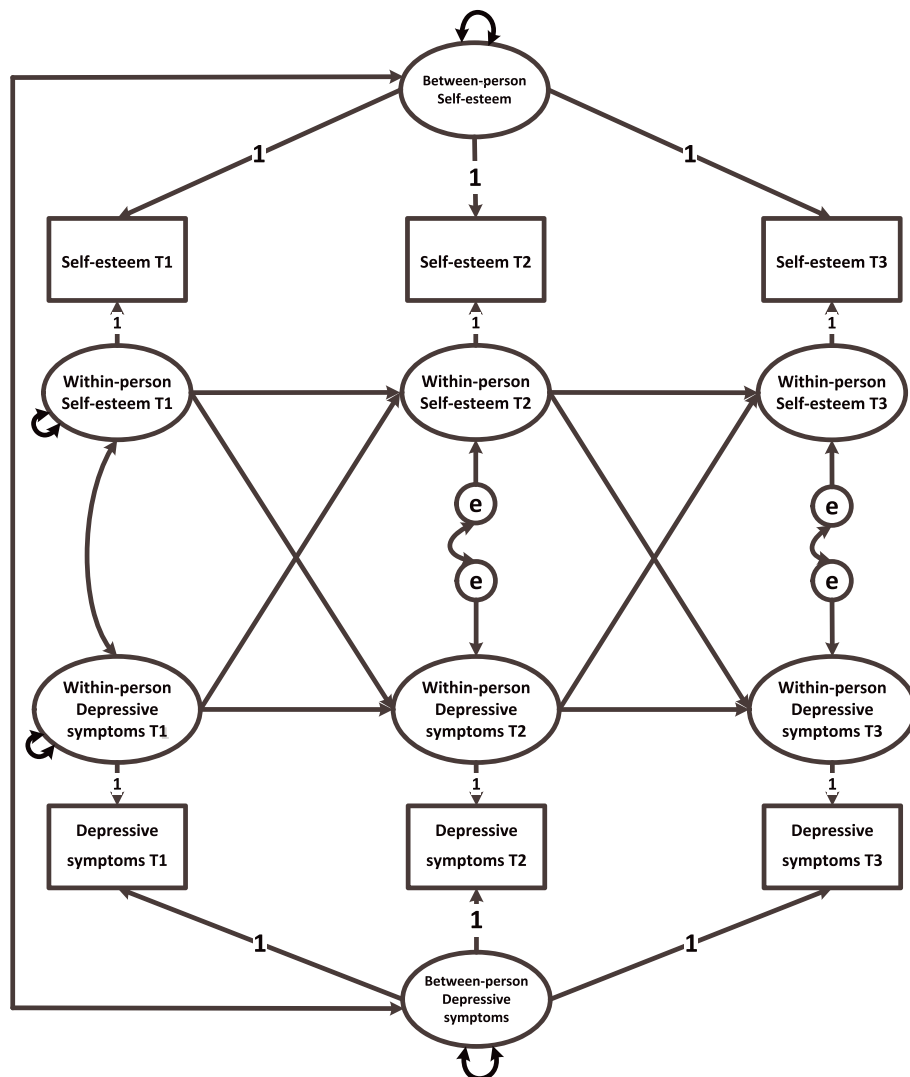 Between-person
Self-esteem
1
1
1
Self-esteem T1
Self-esteem T2
Self-esteem T3
1
1
1
Within-person
Self-esteem T1
Within-person
Self-esteem T2
Within-person
Self-esteem T3
e
e
e
e
Within-person
Depressive
symptoms T1
Within-person
Depressive
symptoms T2
Within-person
Depressive
symptoms T3
1
1
1
Depressive
symptoms T1
Depressive
symptoms T2
Depressive
symptoms T3
1
1
1
Between-person
Depressive
symptoms